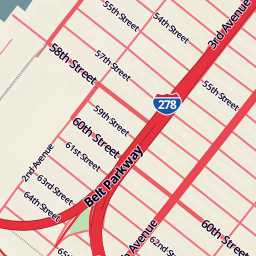 55th Street
54th Street
3rd Avenue
58th Street
57th Street
55th Street
278
59th Street
60th Street
61st Street
2nd Avenue
Belt Parkway
63rd Street
64th Street
Avenue
60th Street
62nd Street